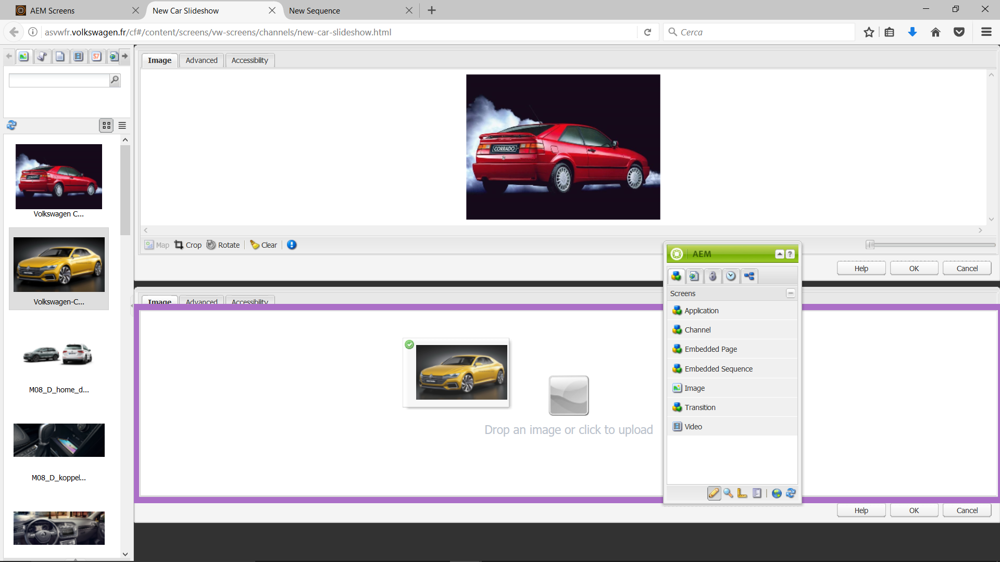 AEM Screens
New Car Slideshow
New Sequence
asvwfr.volkswagen.fr/cf#/content/screens/vw-screens/channels/new-car-slideshow.html
Cerca
Image
Advanced
Accessibility
CORRADO
Volkswagen C...
Volkswagen-C...
M08_D_home_d...
M08_D_koppel...
Map
Crop
Rotate
Clear
Help
OK
Cancel
Image
Advanced
Accessibility
Drop an image or click to upload
AEM
?
Screens
Application
Channel
Embedded Page
Embedded Sequence
Image
Transition
Video
Help
OK
Cancel